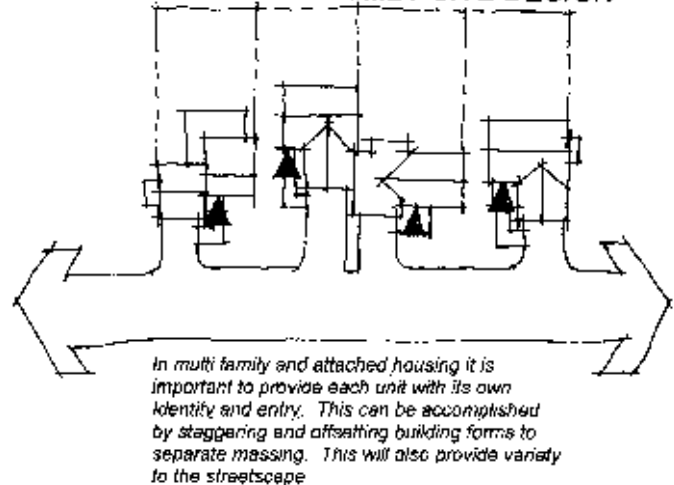 In multi family and attached housing it is
important to provide each unit with its own
identity and entry. This can be accomplished
by staggering and offsetting building forms to
separate massing. This will also provide variety
to the streetscape